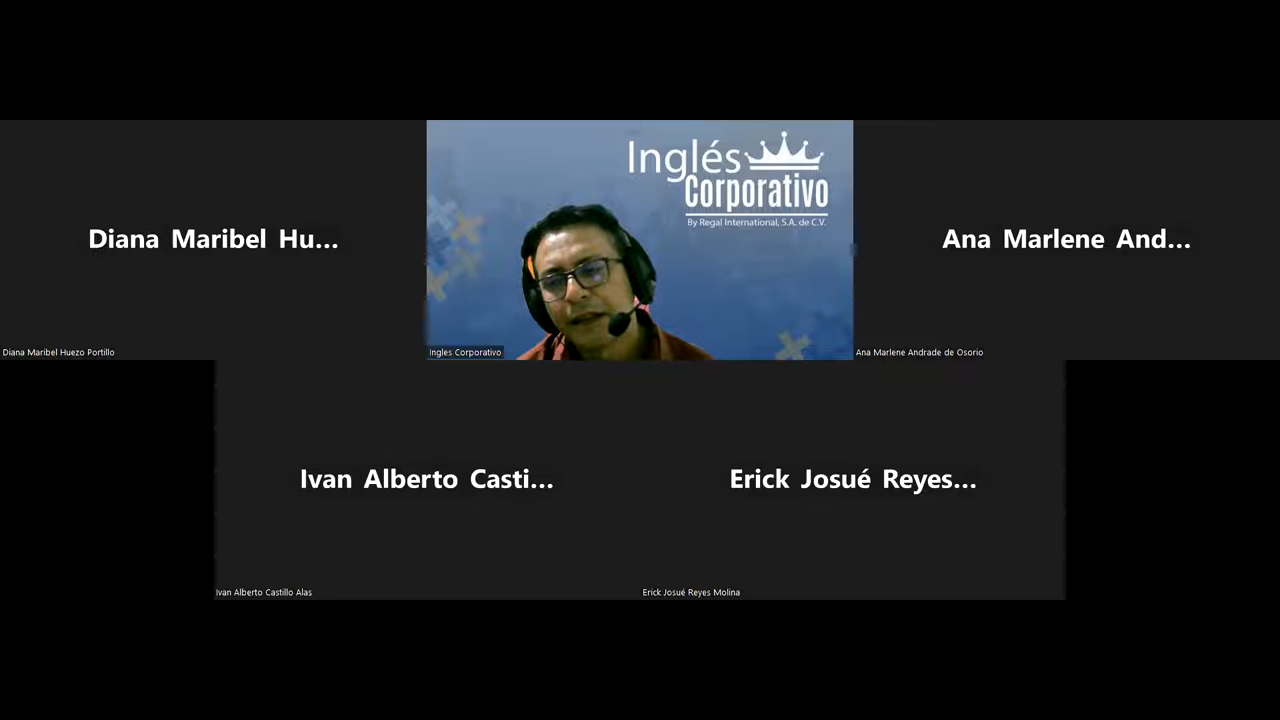 Diana Maribel Hu...
Diana Maribel Huezo Portillo
Inglés
Corporativo
By Regal International, S.A. de C.V.
Ingles Corporativo
Ana Marlene And...
Ana Marlene Andrade de Osorio
Ivan Alberto Casti...
Ivan Alberto Castillo Alas
Erick Josué Reyes...
Erick Josué Reyes Molina